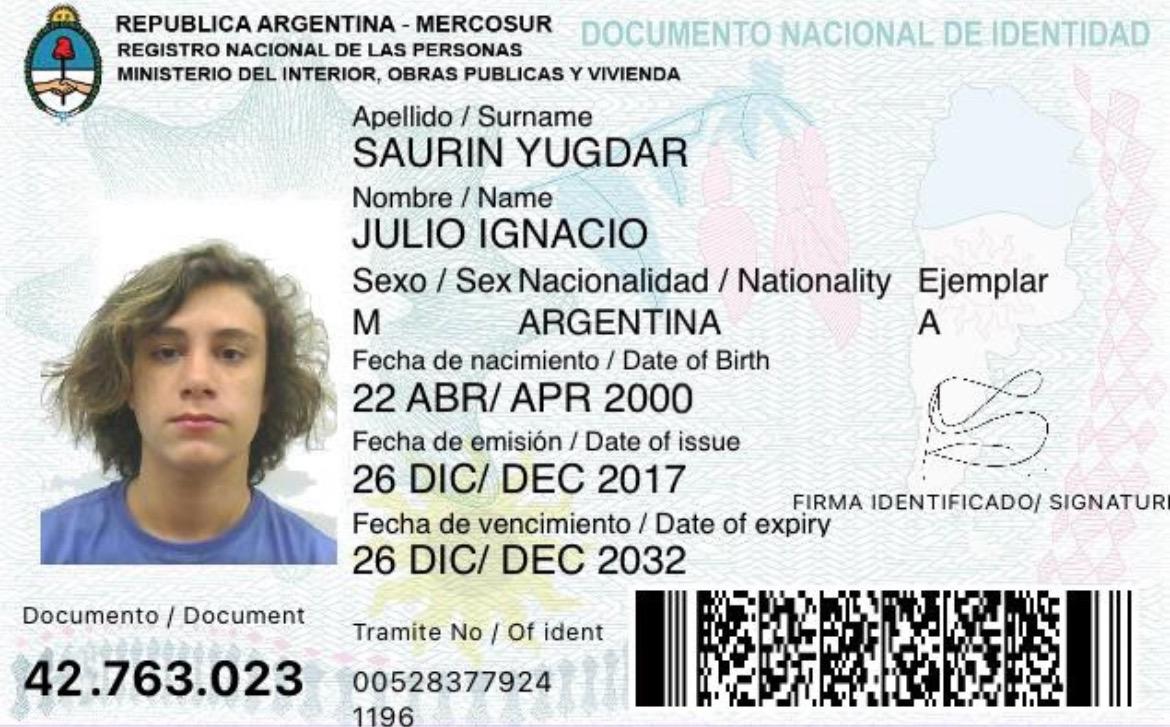 REPUBLICA ARGENTINA - MERCOSUR
REGISTRO NACIONAL DE LAS PERSONAS
MINISTERIO DEL INTERIOR, OBRAS PUBLICAS Y VIVIENDA
DOCUMENTO NACIONAL DE IDENTIDAD
Apellido / Surname
SAURIN YUGDAR
Nombre / Name
JULIO IGNACIO
Sexo / Sex Nacionalidad / Nationality Ejemplar
M ARGENTINA A
Fecha de nacimiento / Date of Birth
22 ABR/ APR 2000
Fecha de emisión / Date of issue
26 DIC/ DEC 2017
FIRMA IDENTIFICADO/ SIGNATUR
Fecha de vencimiento / Date of expiry
26 DIC/ DEC 2032
Documento / Document
42.763.023
Tramite No / Of ident
00528377924
1196